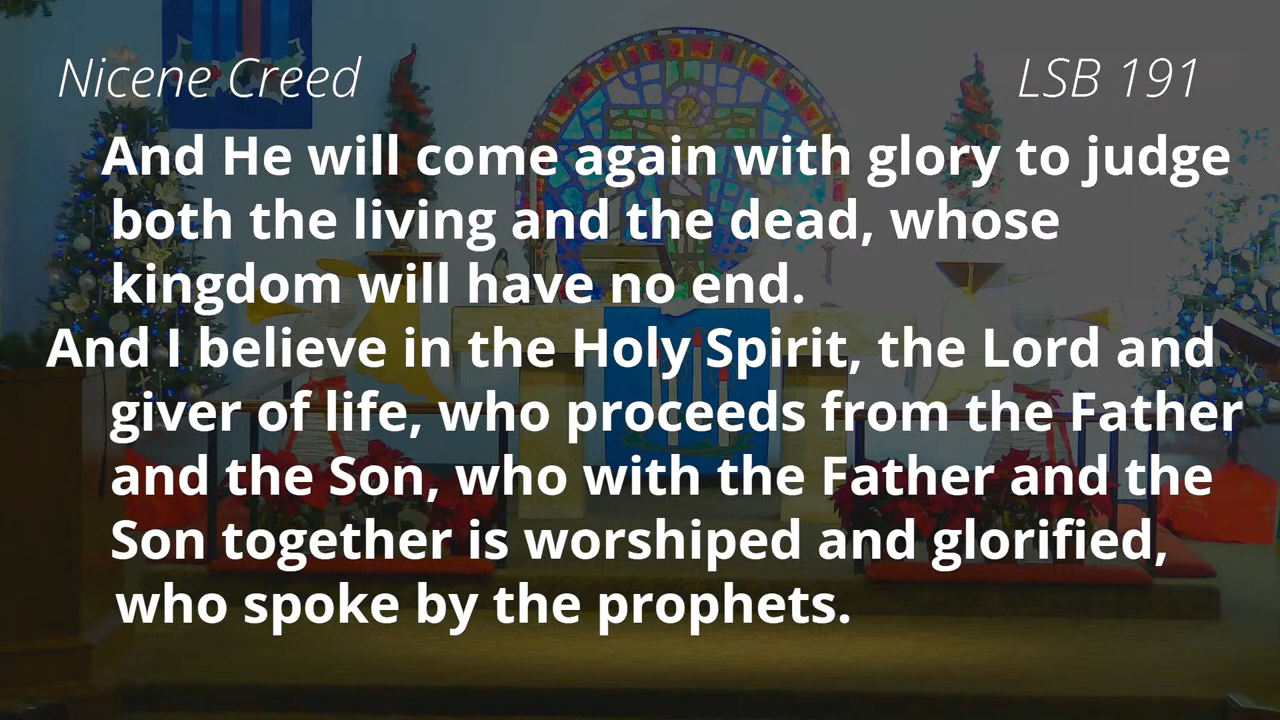 Nicene Creed LSB 191
And He will come again with glory to judge
both the living and the dead, whose
kingdom will have no end.
And I believe in the Holy Spirit, the Lord and
giver of life, who proceeds from the Father
and the Son, who with the Father and the
Son together is worshiped and glorified,
who spoke by the prophets.